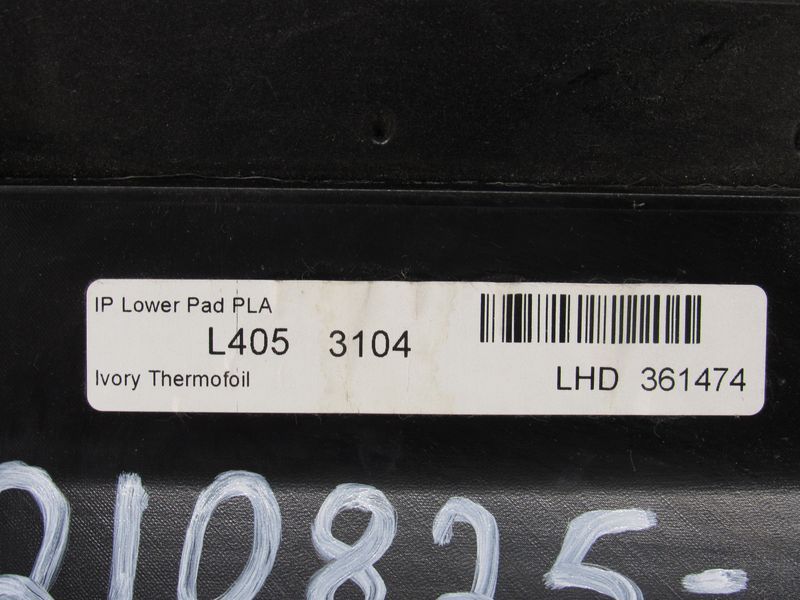 IP Lower Pad PLA
L405 3104
Ivory Thermofoil
LHD 361474
210825-